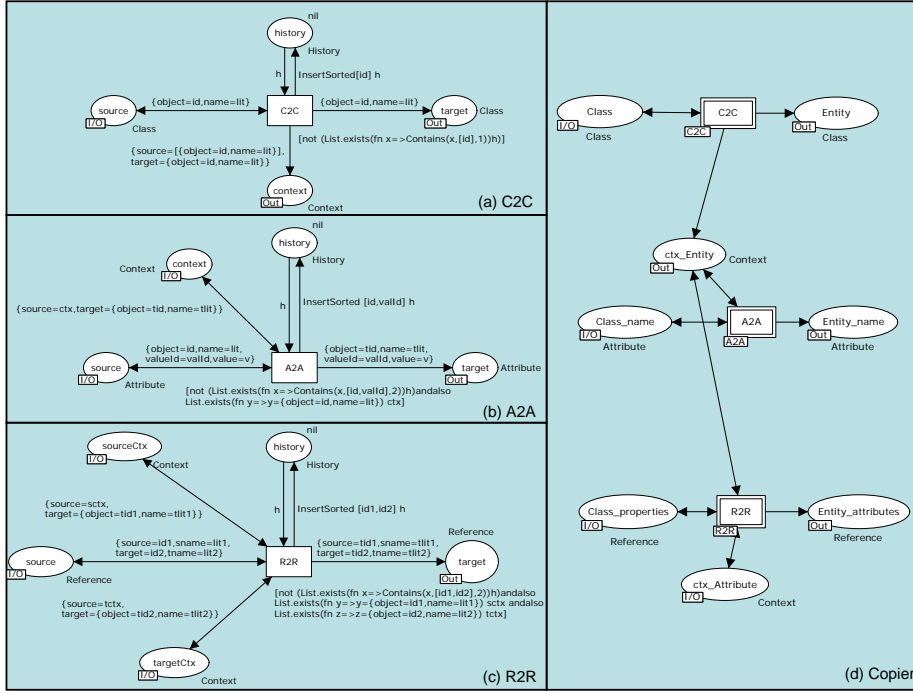 nil
history
History
h
InsertSorted[id] h
{object=id,name=lit}
{object=id,name=lit}
source
I/O
Class
C2C
target
Out
Class
[not (List.exists(fn x=>Contains(x,[id],1))h)]
{source=[{object=id,name=lit}],
target={object=id,name=lit}}
context
Out
Context
(a) C2C
nil
history
History
Context
context
I/O
h
InsertSorted [id,valId] h
{source=ctx,target={object=tid,name=tlit}}
{object=id,name=lit,
valueId=valId,value=v}
{object=tid,name=tlit,
valueId=valId,value=v}
source
I/O
Attribute
A2A
target
Out
Attribute
[not (List.exists(fn x=>Contains(x,[id,valId],2))h)andalso
List.exists(fn y=>y={object=id,name=lit}) ctx]
(b) A2A
nil
history
History
sourceCtx
I/O
Context
h
InsertSorted [id1,id2] h
{source=sctx,
target={object=tid1,name=tlit1}}
{source=id1,sname=lit1,
target=id2,tname=lit2}
{source=tid1,sname=tlit1,
target=tid2,tname=tlit2}
Reference
source
I/O
Reference
R2R
target
Out
{source=tctx,
target={object=tid2,name=tlit2}}
[not (List.exists(fn x=>Contains(x,[id1,id2],2))h)andalso
List.exists(fn y=>y={object=id1,name=lit1}) sctx andalso
List.exists(fn z=>z={object=id2,name=lit2}) tctx]
targetCtx
I/O
Context
(c) R2R
Class
I/O
Class
C2C
C2C
Entity
Out
Class
ctx_Entity
Out
Context
Class_name
I/O
Attribute
A2A
A2A
Entity_name
Out
Attribute
Class_properties
I/O
Reference
R2R
R2R
Entity_attributes
Out
Reference
ctx_Attribute
I/O
Context
(d) Copier